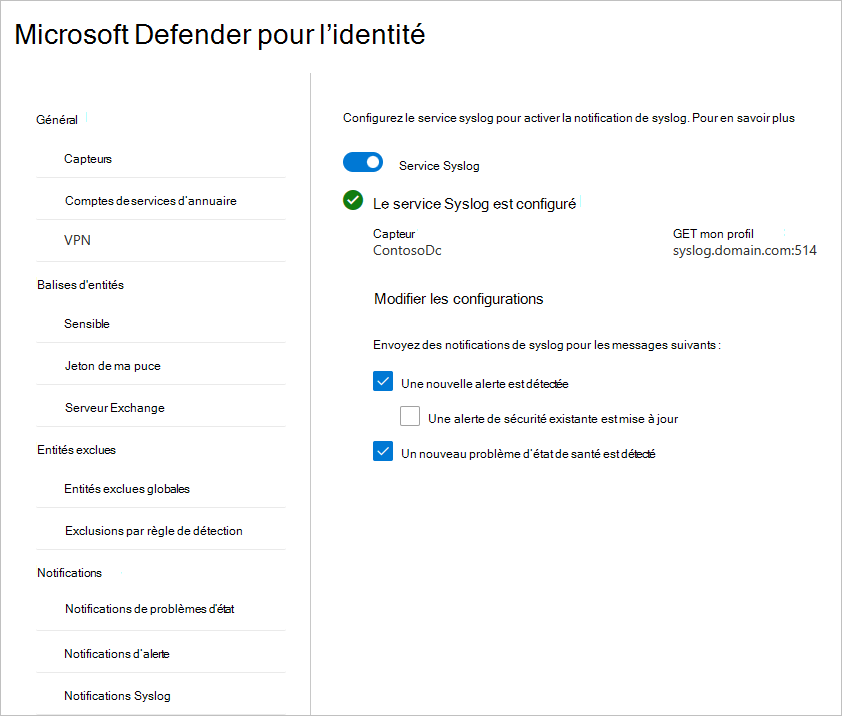 Microsoft Defender pour l’identité
Général
Capteurs
Comptes de services d’annuaire
VPN
Balises d'entités
Sensible
Jeton de ma puce
Serveur Exchange
Entités exclues
Entités exclues globales
Exclusions par règle de détection
Notifications
Notifications de problèmes d'état
Notifications d’alerte
Notifications Syslog
Configurez le service syslog pour activer la notification de syslog. Pour en savoir plus
Service Syslog
Le service Syslog est configuré
Capteur
ContosoDc
GET mon profil
syslog.domain.com:514
Modifier les configurations
Envoyez des notifications de syslog pour les messages suivants :
Une nouvelle alerte est détectée
Une alerte de sécurité existante est mise à jour
Un nouveau problème d’état de santé est détecté